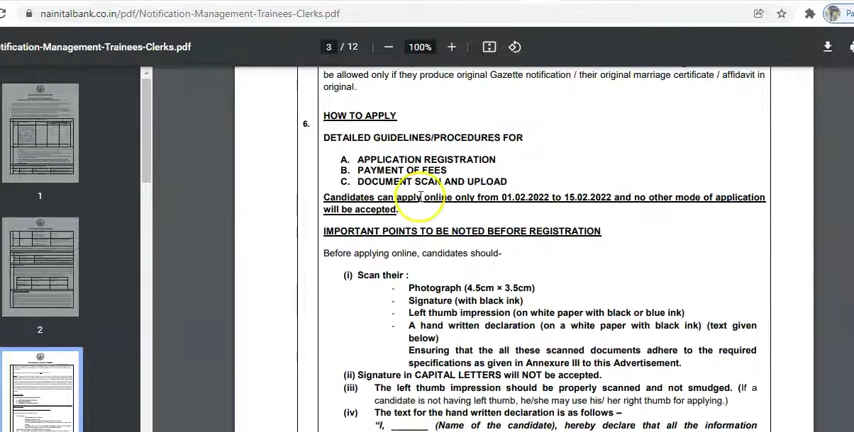 nainitalbank.co.in/pdf/Notification-Management-Trainees-Clerks.pdf
tification-Management-Trainees-Clerks.pdf
3 / 12
100%
be allowed only if they produce original Gazette notification / their original marriage certificate / affidavit in
original.
6.
HOW TO APPLY
DETAILED GUIDELINES/PROCEDURES FOR
A. APPLICATION REGISTRATION
B. PAYMENT OF FEES
C. DOCUMENT SCAN AND UPLOAD
Candidates can apply online only from 01.02.2022 to 15.02.2022 and no other mode of application
will be accepted.
IMPORTANT POINTS TO BE NOTED BEFORE REGISTRATION
Before applying online, candidates should-
(i) Scan their :
- Photograph (4.5cm × 3.5cm)
- Signature (with black ink)
- Left thumb impression (on white paper with black or blue ink)
- A hand written declaration (on a white paper with black ink) (text given
below)
Ensuring that the all these scanned documents adhere to the required
specifications as given in Annexure III to this Advertisement.
(ii) Signature in CAPITAL LETTERS will NOT be accepted.
(iii) The left thumb impression should be properly scanned and not smudged. (If a
candidate is not having left thumb, he/she may use his/ her right thumb for applying.)
(iv) The text for the hand written declaration is as follows –
“I, ______ (Name of the candidate), hereby declare that all the information
1
2
Pa